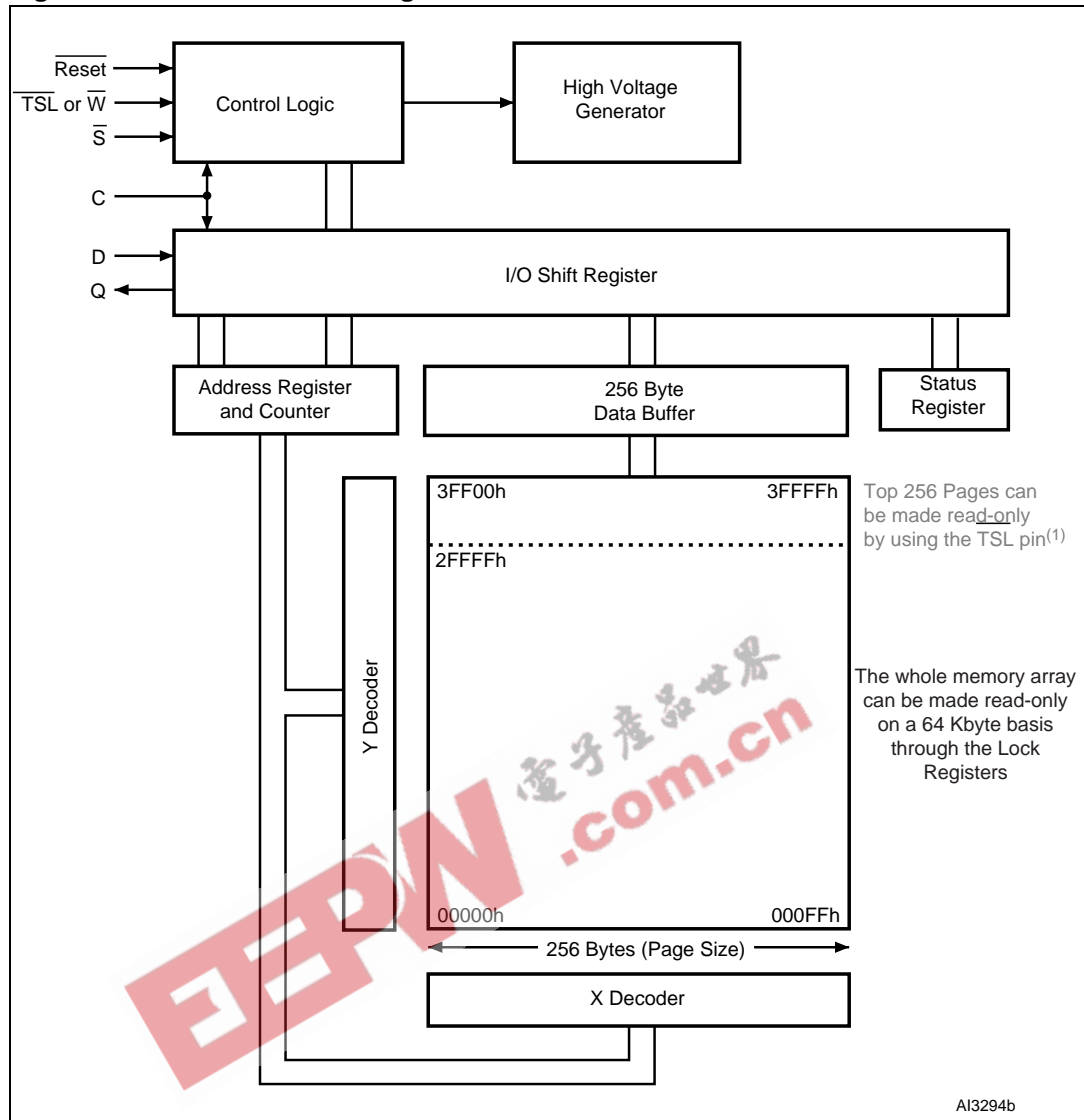 Reset
TSL or W
S
C
D
Q
Control Logic
High Voltage
Generator
I/O Shift Register
Address Register
and Counter
256 Byte
Data Buffer
Status
Register
Y Decoder
3FF00h
3FFFFh
2FFFFh
Top 256 Pages can
be made read-only
by using the TSL pin(1)
The whole memory array
can be made read-only
on a 64 Kbyte basis
through the Lock
Registers
00000h
000FFh
256 Bytes (Page Size)
X Decoder
EEPW
.com.cn
電子產品世界
AI3294b